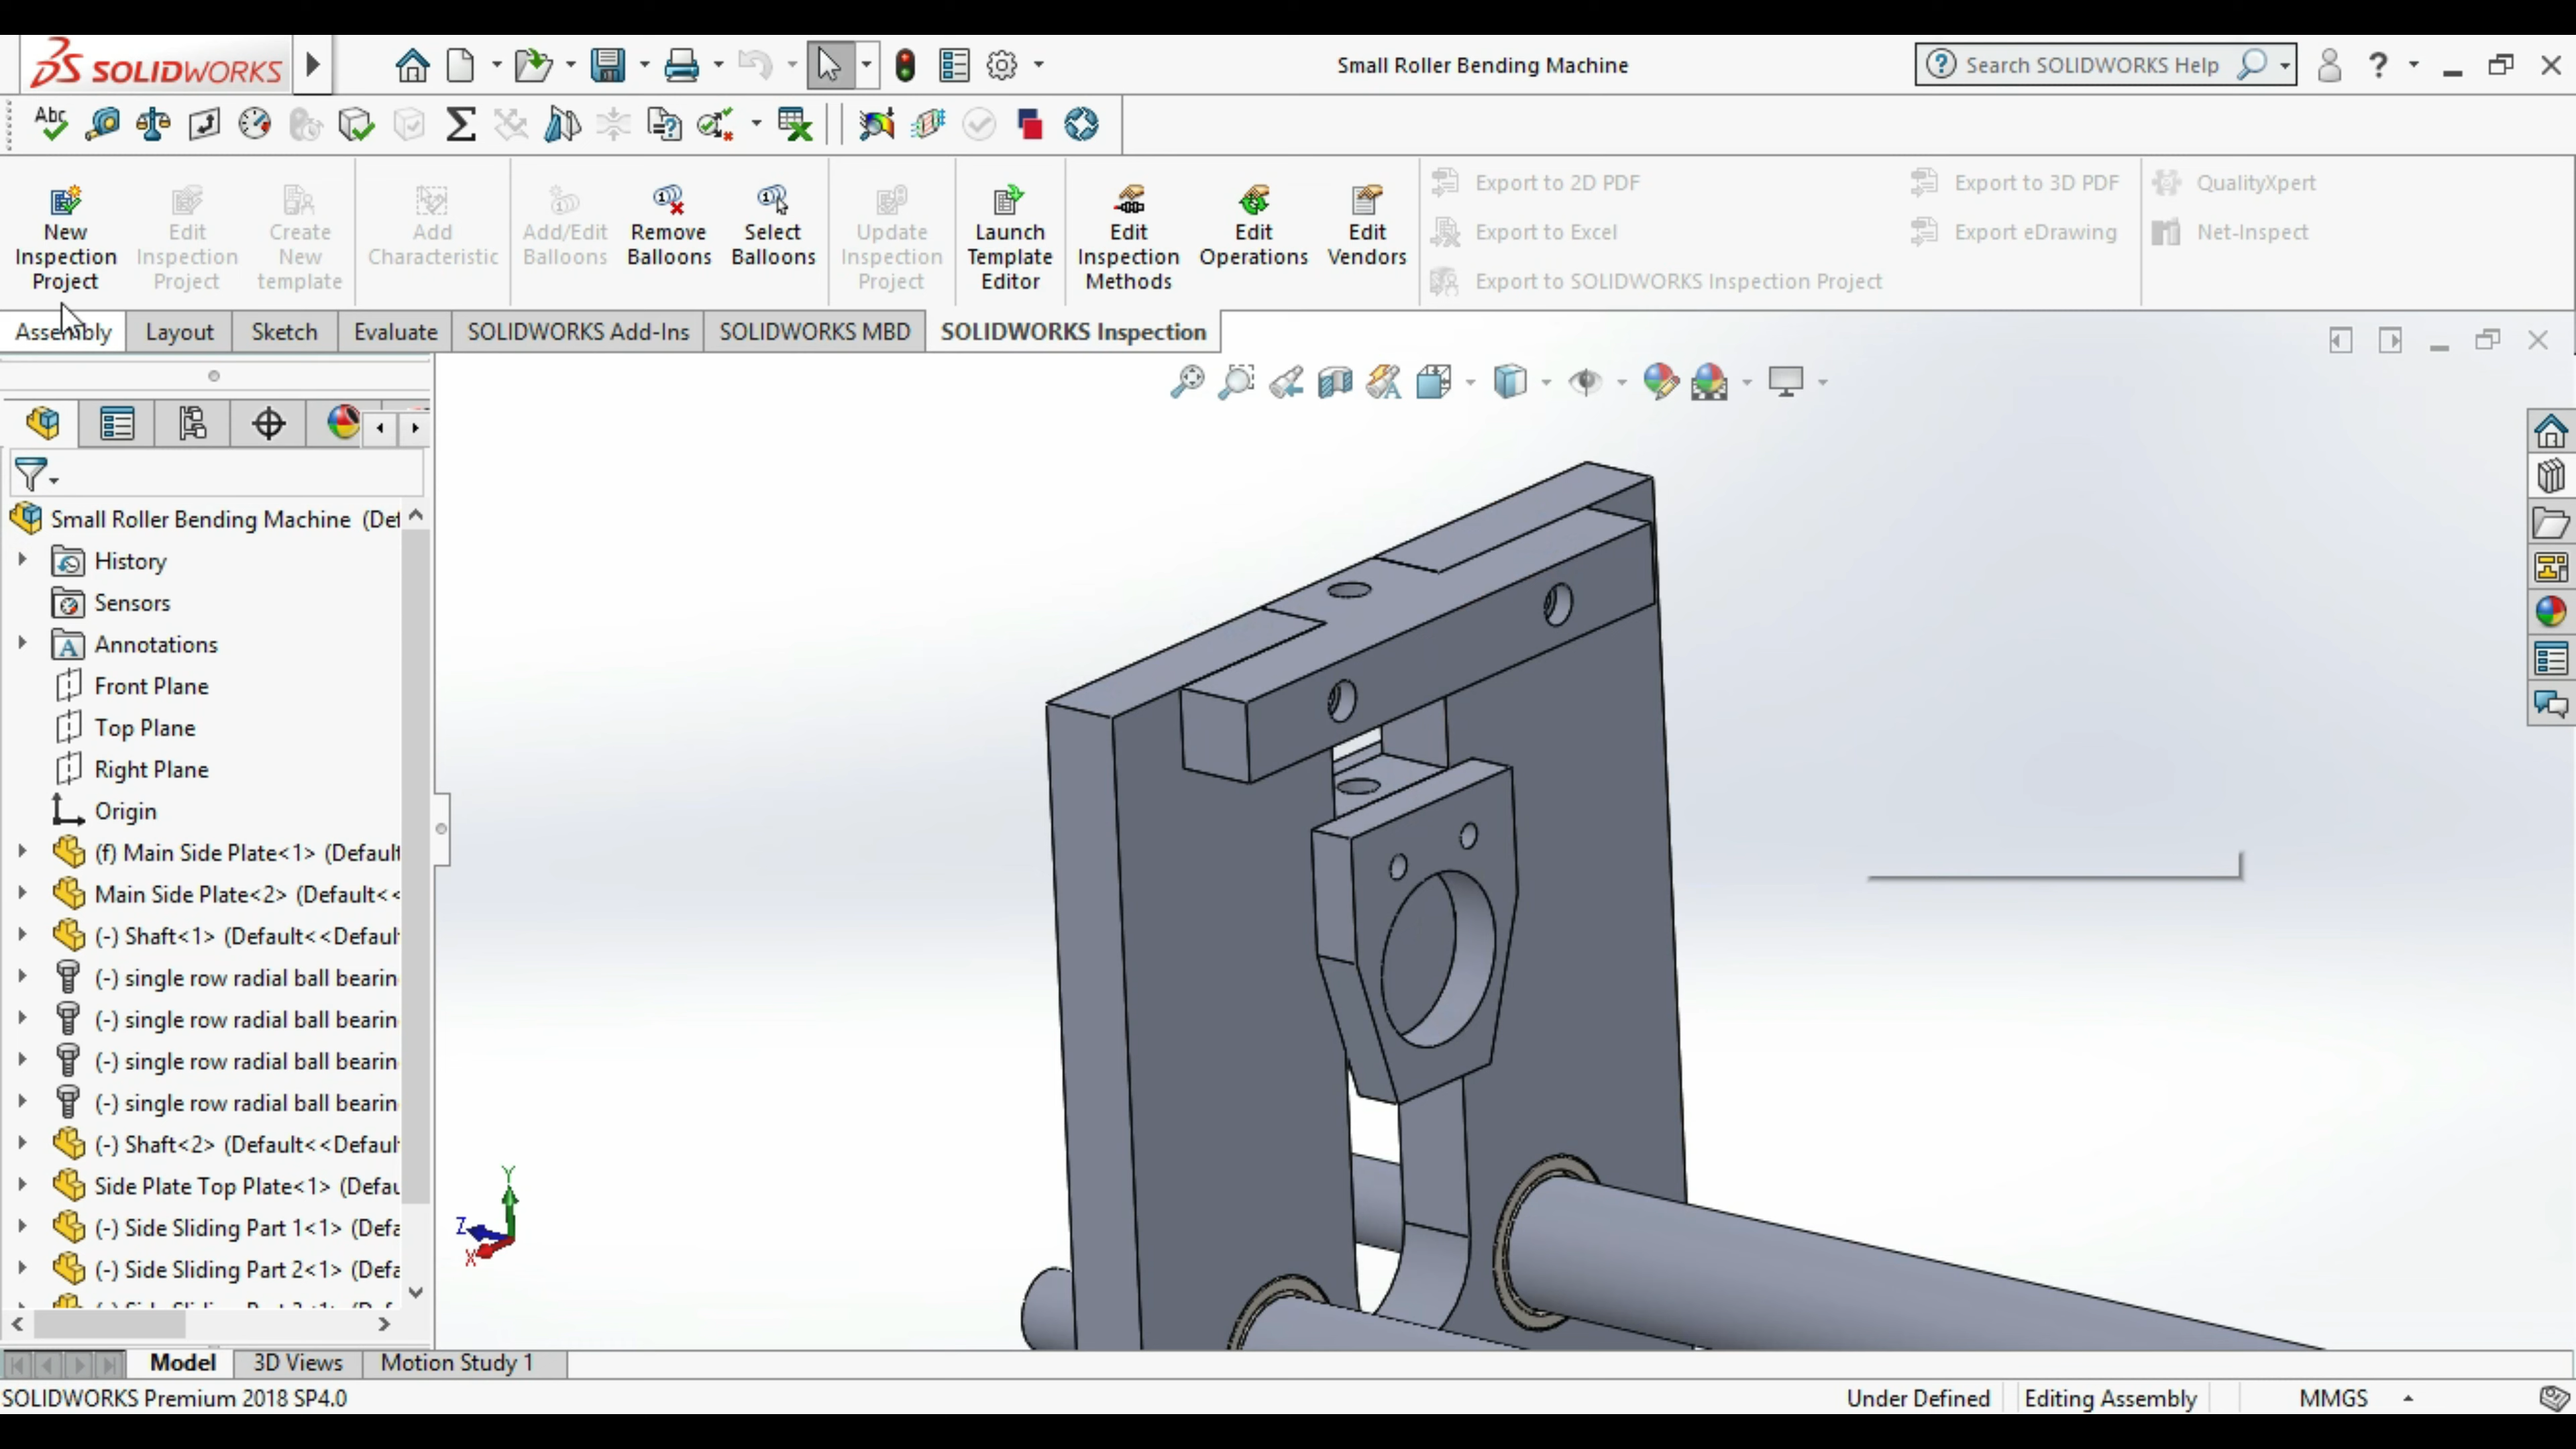 SOLIDWORKS
Small Roller Bending Machine
Search SOLIDWORKS Help
?
Abc
New Inspection Project
Edit Inspection Project
Create New template
Add Characteristic
Add/Edit Balloons
Remove Balloons
Select Balloons
Update Inspection Project
Launch Template Editor
Edit Inspection Methods
Edit Operations
Edit Vendors
Export to 2D PDF
Export to Excel
Export to SOLIDWORKS Inspection Project
Export to 3D PDF
Export eDrawing
QualityXpert
Net-Inspect
Assembly
Layout
Sketch
Evaluate
SOLIDWORKS Add-Ins
SOLIDWORKS MBD
SOLIDWORKS Inspection
Small Roller Bending Machine (Def
History
Sensors
Annotations
Front Plane
Top Plane
Right Plane
Origin
(f) Main Side Plate<1> (Default
Main Side Plate<2> (Default<<
(-) Shaft<1> (Default<<Default
(-) single row radial ball bearin
(-) single row radial ball bearin
(-) single row radial ball bearin
(-) single row radial ball bearin
(-) Shaft<2> (Default<<Default
Side Plate Top Plate<1> (Defau
(-) Side Sliding Part 1<1> (Defa
(-) Side Sliding Part 2<1> (Defa
Y
Z
X
Model
3D Views
Motion Study 1
SOLIDWORKS Premium 2018 SP4.0
Under Defined
Editing Assembly
MMGS